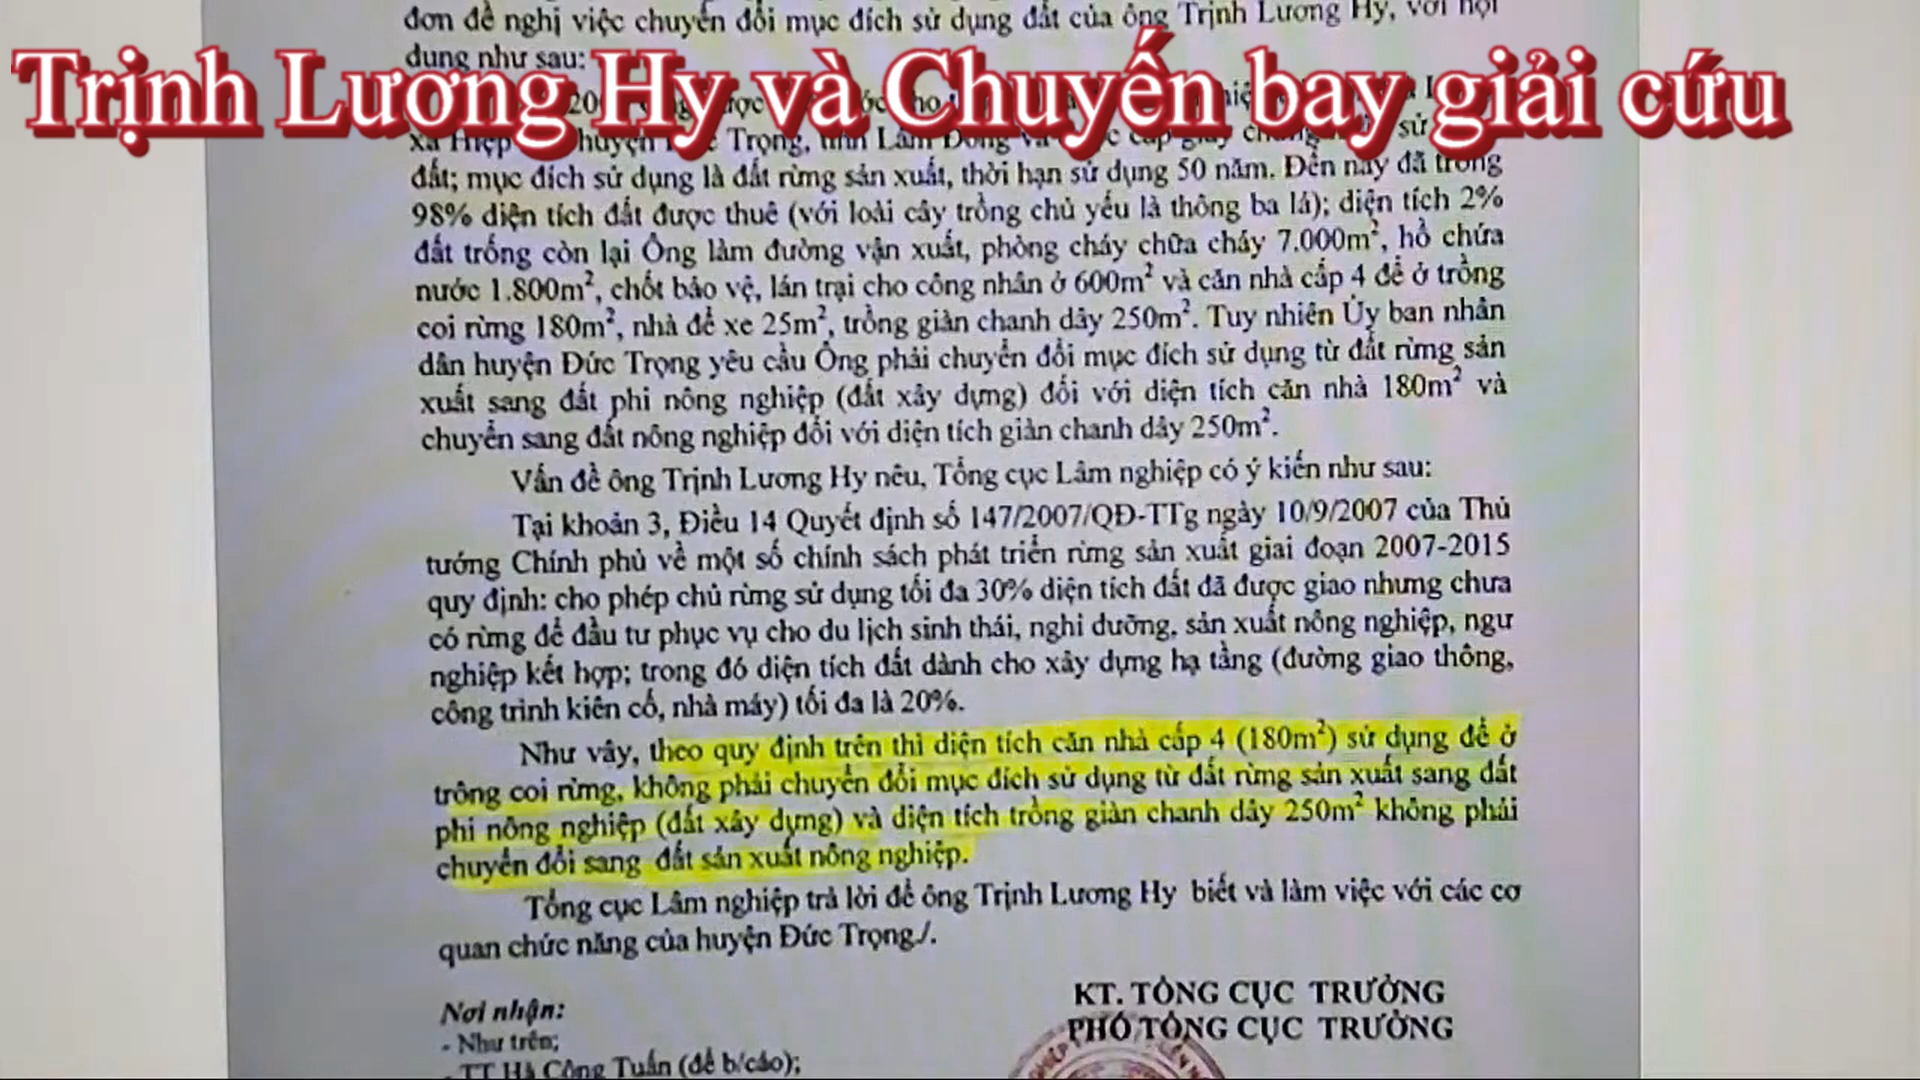 đơn đề nghị việc chuyển đổi mục đích sử dụng đất của ông Trịnh Lương Hy, với nội
dung như sau:
Trịnh Lương Hy và Chuyến bay giải cứu
đất; mục đích sử dụng là đất rừng sản xuất, thời hạn sử dụng 50 năm. Đến nay đã trồng
98% diện tích đất được thuê (với loài cây trồng chủ yếu là thông ba lá); diện tích 2%
đất trống còn lại Ông làm đường vận xuất, phòng cháy chữa cháy 7.000m², hồ chứa
nước 1.800m², chốt bảo vệ, lán trại cho công nhân ở 600m² và căn nhà cấp 4 để ở trồng
coi rừng 180m², nhà để xe 25m², trồng giàn chanh dây 250m². Tuy nhiên Ủy ban nhân
dân huyện Đức Trọng yêu cầu Ông phải chuyển đổi mục đích sử dụng từ đất rừng sản
xuất sang đất phi nông nghiệp (đất xây dựng) đối với diện tích căn nhà 180m² và
chuyển sang đất nông nghiệp đối với diện tích giàn chanh dây 250m².
Vấn đề ông Trịnh Lương Hy nêu, Tổng cục Lâm nghiệp có ý kiến như sau:
Tại khoản 3, Điều 14 Quyết định số 147/2007/QĐ-TTg ngày 10/9/2007 của Thủ
tướng Chính phủ về một số chính sách phát triển rừng sản xuất giai đoạn 2007-2015
quy định: cho phép chủ rừng sử dụng tối đa 30% diện tích đất đã được giao nhưng chưa
có rừng để đầu tư phục vụ cho du lịch sinh thái, nghỉ dưỡng, sản xuất nông nghiệp, ngư
nghiệp kết hợp; trong đó diện tích đất dành cho xây dựng hạ tầng (đường giao thông,
công trình kiên cố, nhà máy) tối đa là 20%.
Như vậy, theo quy định trên thì diện tích căn nhà cấp 4 (180m²) sử dụng để ở
trông coi rừng, không phải chuyển đổi mục đích sử dụng từ đất rừng sản xuất sang đất
phi nông nghiệp (đất xây dựng) và diện tích trồng giàn chanh dây 250m² không phải
chuyển đổi sang đất sản xuất nông nghiệp.
Tổng cục Lâm nghiệp trả lời để ông Trịnh Lương Hy biết và làm việc với các cơ
quan chức năng của huyện Đức Trọng./.
KT. TỔNG CỤC TRƯỞNG
PHÓ TỔNG CỤC TRƯỞNG
Nơi nhận:
- Như trên;
- TT Hà Công Tuấn (để b/cáo);